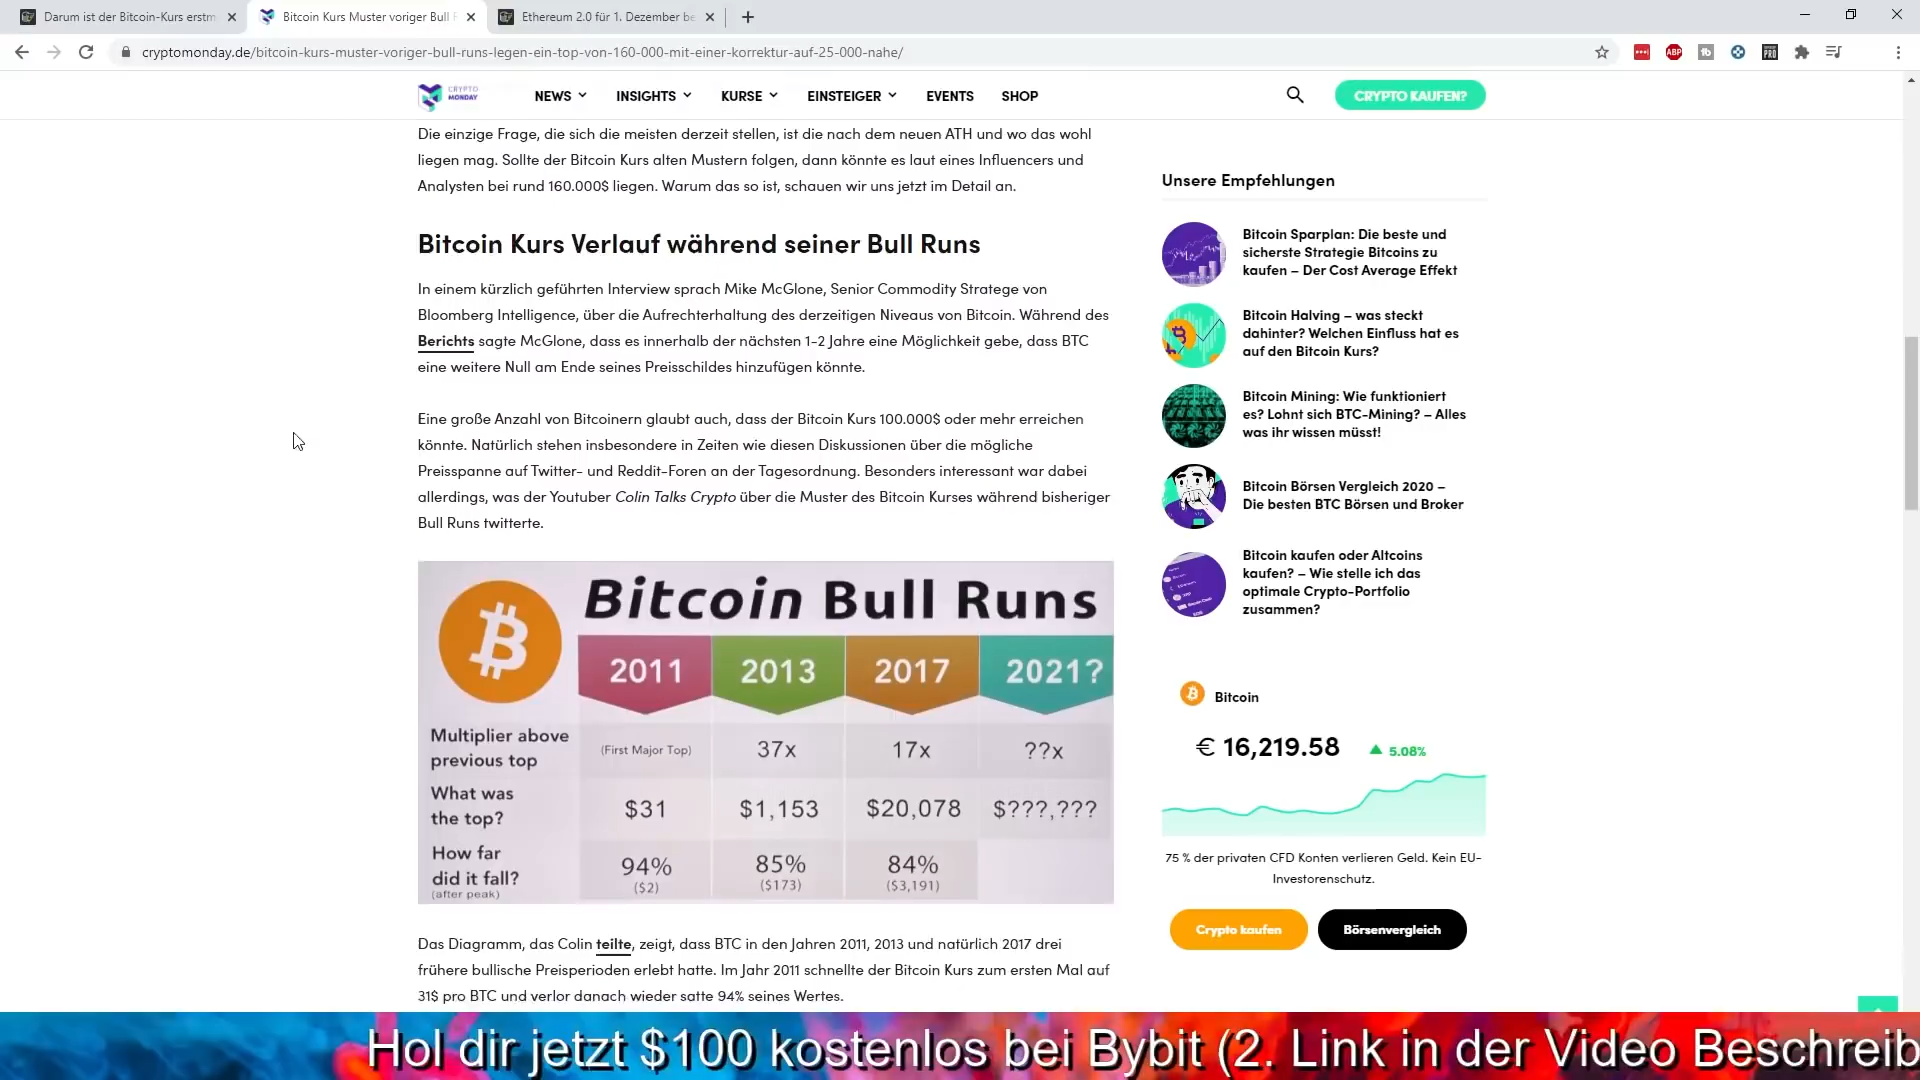 Darum ist der Bitcoin-Kurs erstm
Bitcoin Kurs Muster voriger Bull R
Ethereum 2.0 für 1. Dezember be
cryptomonday.de/bitcoin-kurs-muster-voriger-bull-runs-legen-ein-top-von-160-000-mit-einer-korrektur-auf-25-000-nahe/
ABP
PRO
CRYPTO
MONDAY
NEWS
INSIGHTS
KURSE
EINSTEIGER
EVENTS
SHOP
CRYPTO KAUFEN?
Die einzige Frage, die sich die meisten derzeit stellen, ist die nach dem neuen ATH und wo das wohl
liegen mag. Sollte der Bitcoin Kurs alten Mustern folgen, dann könnte es laut eines Influencers und
Analysten bei rund 160.000$ liegen. Warum das so ist, schauen wir uns jetzt im Detail an.
Bitcoin Kurs Verlauf während seiner Bull Runs
In einem kürzlich geführten Interview sprach Mike McGlone, Senior Commodity Stratege von
Bloomberg Intelligence, über die Aufrechterhaltung des derzeitigen Niveaus von Bitcoin. Während des
Berichts sagte McGlone, dass es innerhalb der nächsten 1-2 Jahre eine Möglichkeit gebe, dass BTC
eine weitere Null am Ende seines Preisschildes hinzufügen könnte.
Eine große Anzahl von Bitcoinern glaubt auch, dass der Bitcoin Kurs 100.000$ oder mehr erreichen
könnte. Natürlich stehen insbesondere in Zeiten wie diesen Diskussionen über die mögliche
Preisspanne auf Twitter- und Reddit-Foren an der Tagesordnung. Besonders interessant war dabei
allerdings, was der Youtuber Colin Talks Crypto über die Muster des Bitcoin Kurses während bisheriger
Bull Runs twitterte.
Bitcoin Bull Runs
2011 2013 2017 2021?
Multiplier above
previous top
(First Major Top) 37x 17x ??x
What was
the top?
$31 $1,153 $20,078 $???,???
How far
did it fall?
(after peak)
94% 85% 84%
($2) ($173) ($3,191)
Das Diagramm, das Colin teilte, zeigt, dass BTC in den Jahren 2011, 2013 und natürlich 2017 drei
frühere bullische Preisperioden erlebt hatte. Im Jahr 2011 schnellte der Bitcoin Kurs zum ersten Mal auf
31$ pro BTC und verlor danach wieder satte 94% seines Wertes.
Unsere Empfehlungen
Bitcoin Sparplan: Die beste und
sicherste Strategie Bitcoins zu
kaufen – Der Cost Average Effekt
Bitcoin Halving – was steckt
dahinter? Welchen Einfluss hat es
auf den Bitcoin Kurs?
Bitcoin Mining: Wie funktioniert
es? Lohnt sich BTC-Mining? – Alles
was ihr wissen müsst!
Bitcoin Börsen Vergleich 2020 –
Die besten BTC Börsen und Broker
Bitcoin kaufen oder Altcoins
kaufen? – Wie stelle ich das
optimale Crypto-Portfolio
zusammen?
Bitcoin
€ 16,219.58
5.08%
75 % der privaten CFD Konten verlieren Geld. Kein EU-
Investorenschutz.
Crypto kaufen
Börsenvergleich
Hol dir jetzt $100 kostenlos bei Bybit (2. Link in der Video Beschreib